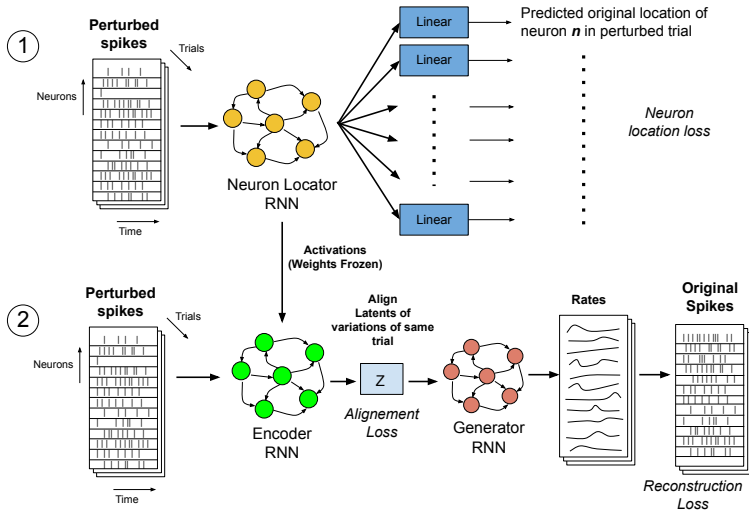 1
Perturbed
spikes
Trials
Neurons
Time
Neuron Locator
RNN
Linear
Linear
Linear
Predicted original location of
neuron n in perturbed trial
Neuron
location loss
Activations
(Weights Frozen)
2
Perturbed
spikes
Trials
Neurons
Time
Encoder
RNN
Align
Latents of
variations of same
trial
Z
Alignement
Loss
Generator
RNN
Rates
Original
Spikes
Reconstruction
Loss